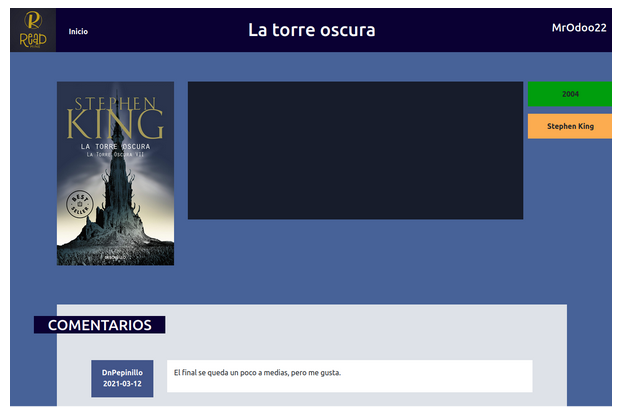 READ
Inicio
La torre oscura
MrOdoo22
STEPHEN
KING
LA TORRE OSCURA
LA TORRE OSCURA VII
BEST
SELLER
2004
Stephen King
COMENTARIOS
DnPepinillo
2021-03-12
El final se queda un poco a medias, pero me gusta.